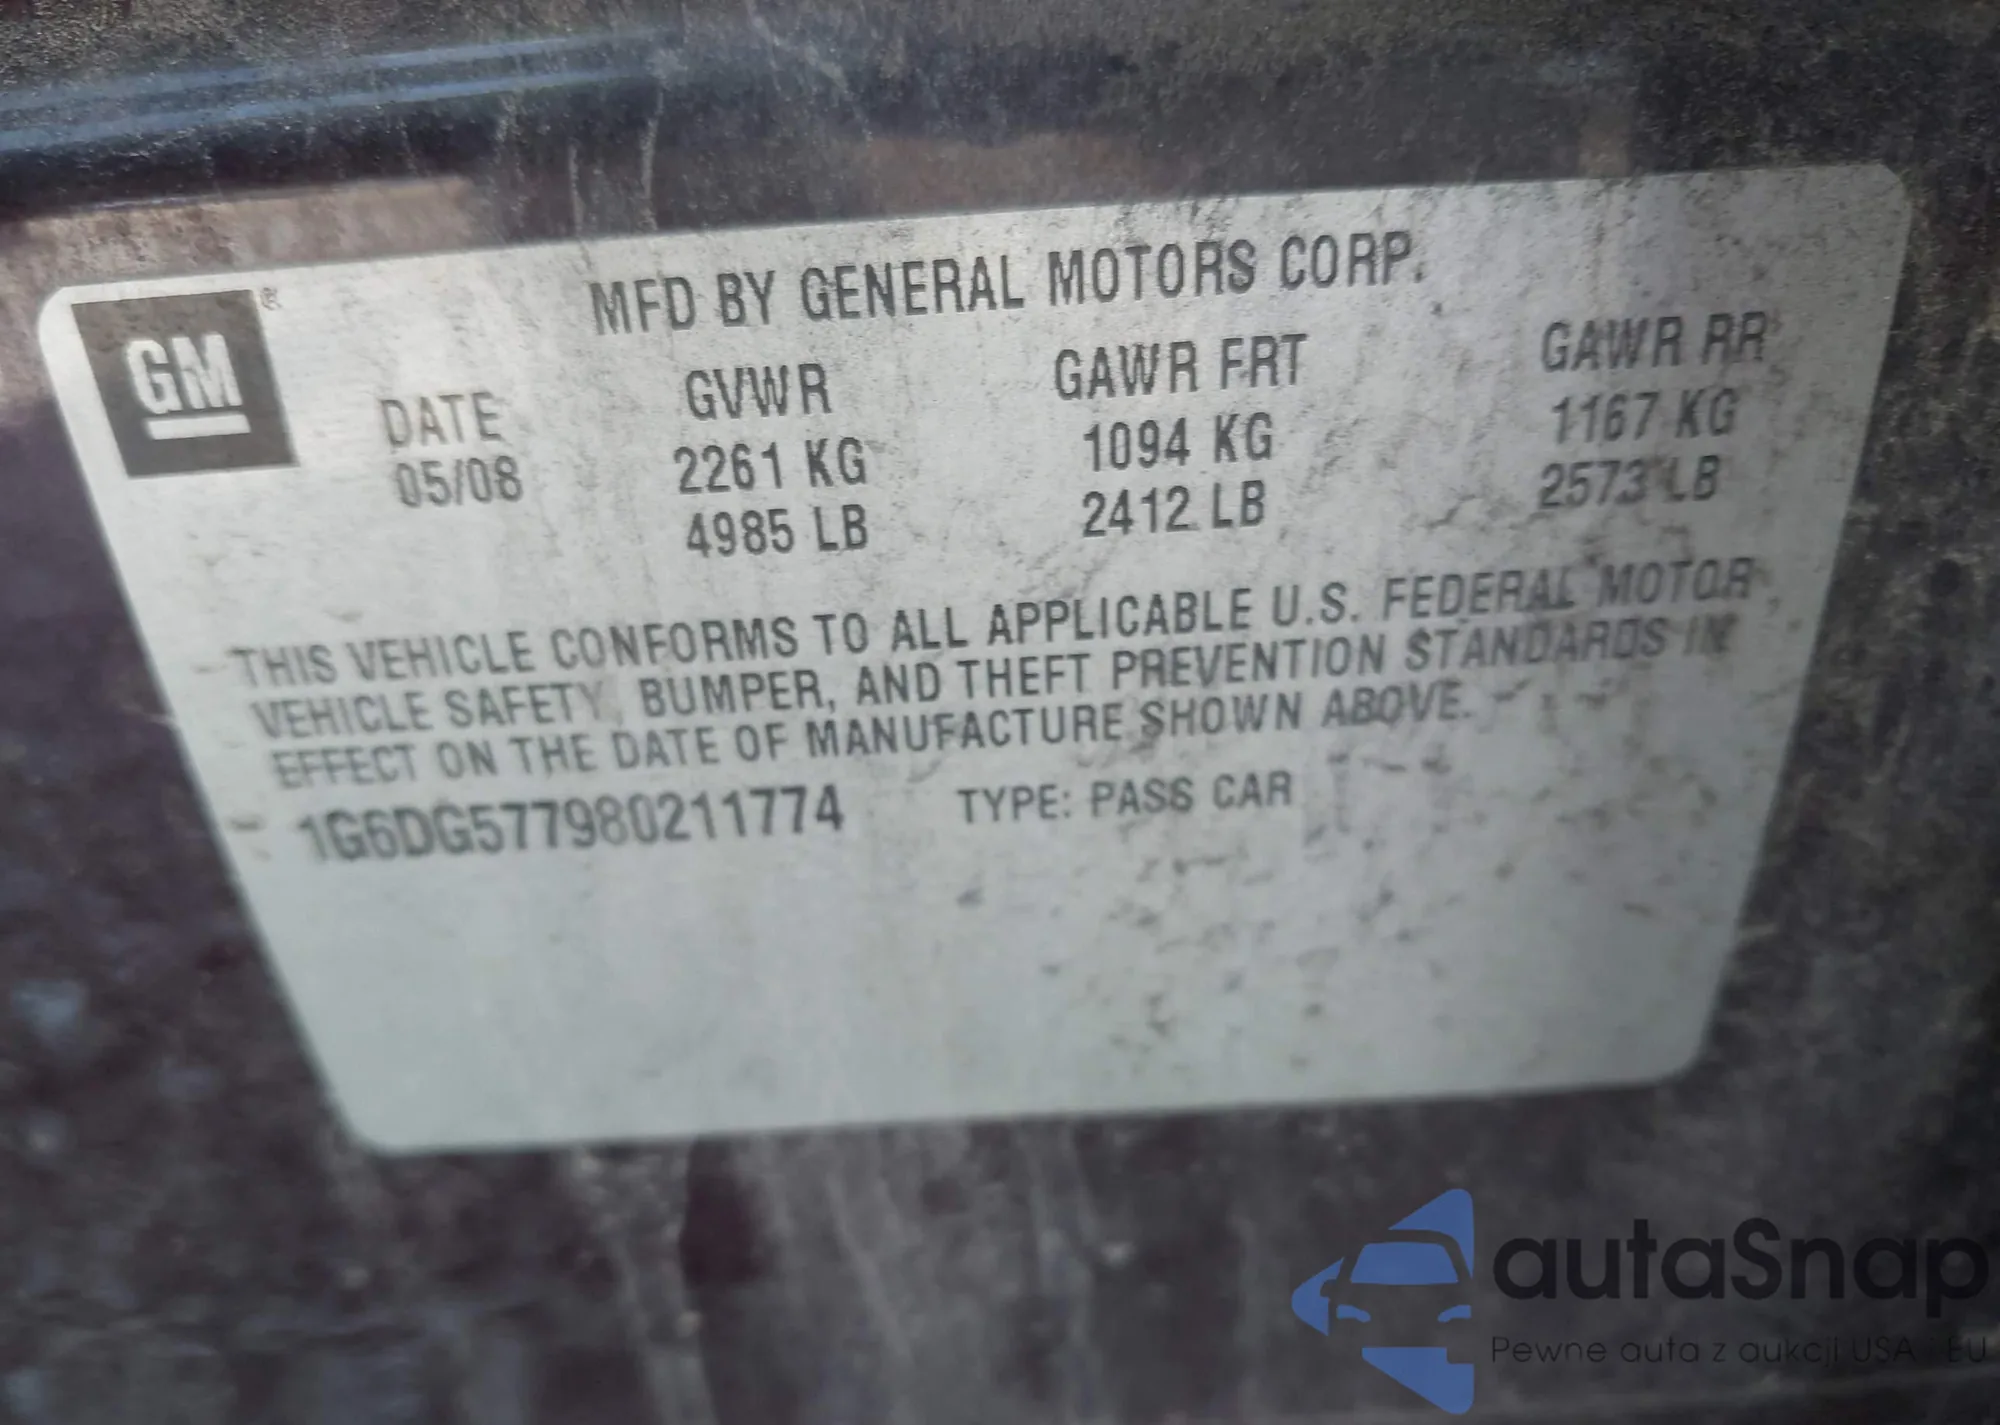 GM®
MFD BY GENERAL MOTORS CORP.
DATE GVWR GAWR FRT GAWR RR
05/08 2261 KG 1094 KG 1167 KG
4985 LB 2412 LB 2573 LB
THIS VEHICLE CONFORMS TO ALL APPLICABLE U.S. FEDERAL MOTOR
VEHICLE SAFETY, BUMPER, AND THEFT PREVENTION STANDARDS IN
EFFECT ON THE DATE OF MANUFACTURE SHOWN ABOVE.
1G6DG577980211774 TYPE: PASS CAR
autaSnap
Pewne auta z aukcji USA i EU